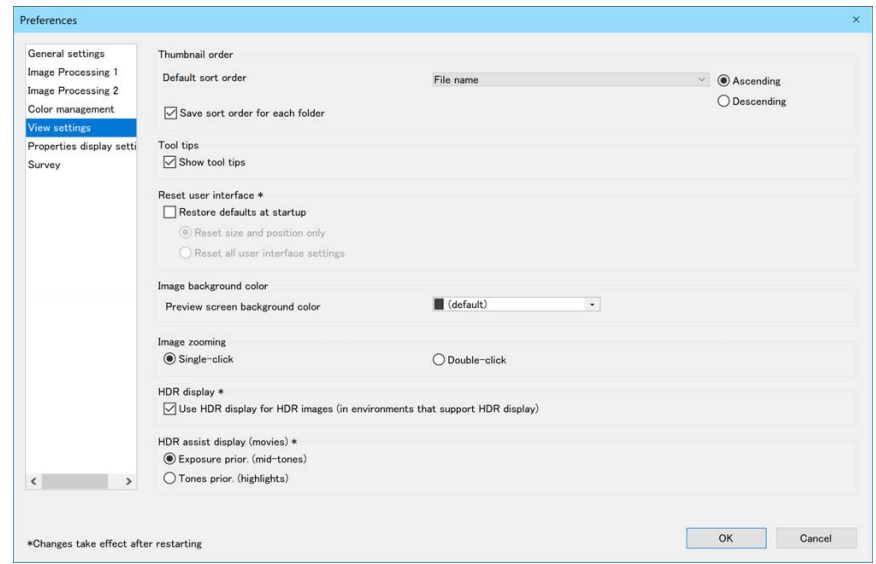 Preferences
General settings
Image Processing 1
Image Processing 2
Color management
View settings
Properties display setti
Survey
Thumbnail order
Default sort order File name Ascending
Descending
Save sort order for each folder
Tool tips
Show tool tips
Reset user interface *
Restore defaults at startup
Reset size and position only
Reset all user interface settings
Image background color
Preview screen background color (default)
Image zooming
Single-click Double-click
HDR display *
Use HDR display for HDR images (in environments that support HDR display)
HDR assist display (movies) *
Exposure prior. (mid-tones)
Tones prior. (highlights)
*Changes take effect after restarting
OK Cancel